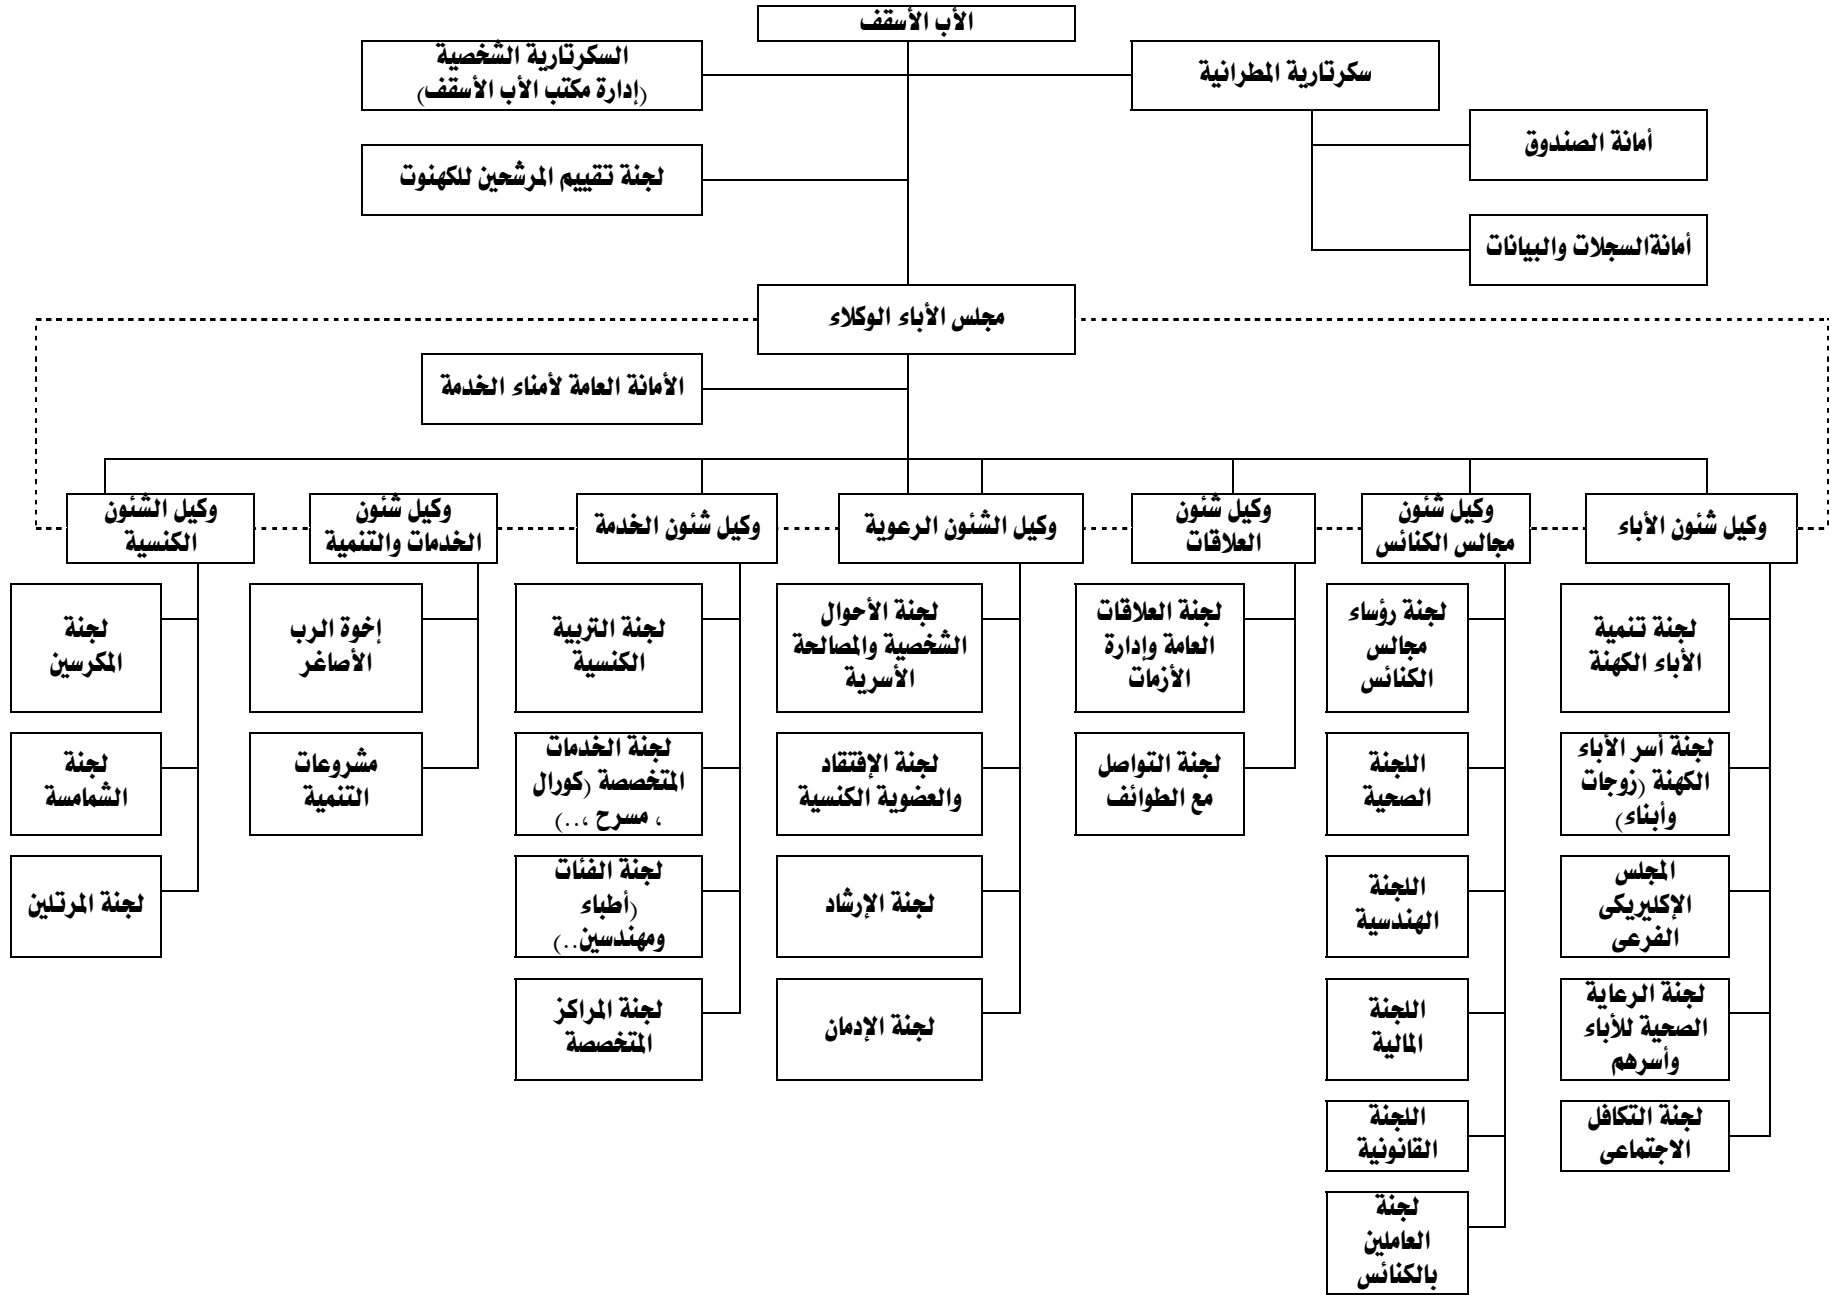 الأب الأسقف
سكرتارية المطرانية
السكرتارية الشخصية
(إدارة مكتب الأب الأسقف)
أمانة الصندوق
لجنة تقييم المرشحين للكهنوت
أمانةالسجلات والبيانات
مجلس الأباء الوكلاء
الأمانة العامة لأمناء الخدمة
وكيل شئون الأباء
وكيل شئون
مجالس الكنائس
وكيل شئون
العلاقات
وكيل الشئون الرعوية
وكيل شئون الخدمة
وكيل شئون
الخدمات والتنمية
وكيل الشئون
الكنسية
لجنة تنمية
الأباء الكهنة
لجنة أسر الأباء
الكهنة (زوجات
وأبناء)
المجلس
الإكليريكى
الفرعى
لجنة الرعاية
الصحية للأباء
وأسرهم
لجنة التكافل
الاجتماعى
لجنة رؤساء
مجالس
الكنائس
اللجنة
الصحية
اللجنة
الهندسية
اللجنة
المالية
اللجنة
القانونية
لجنة
العاملين
بالكنائس
لجنة العلاقات
العامة وإدارة
الأزمات
لجنة التواصل
مع الطوائف
لجنة الأحوال
الشخصية والمصالحة
الأسرية
لجنة الإفتقاد
والعضوية الكنسية
لجنة الإرشاد
لجنة الإدمان
لجنة التربية
الكنسية
لجنة الخدمات
المتخصصة (كورال
، مسرح ،..)
لجنة الفئات
(أطباء
ومهندسين..)
لجنة المراكز
المتخصصة
إخوة الرب
الأصاغر
مشروعات
التنمية
لجنة
المكرسين
لجنة
الشمامسة
لجنة المرتلين